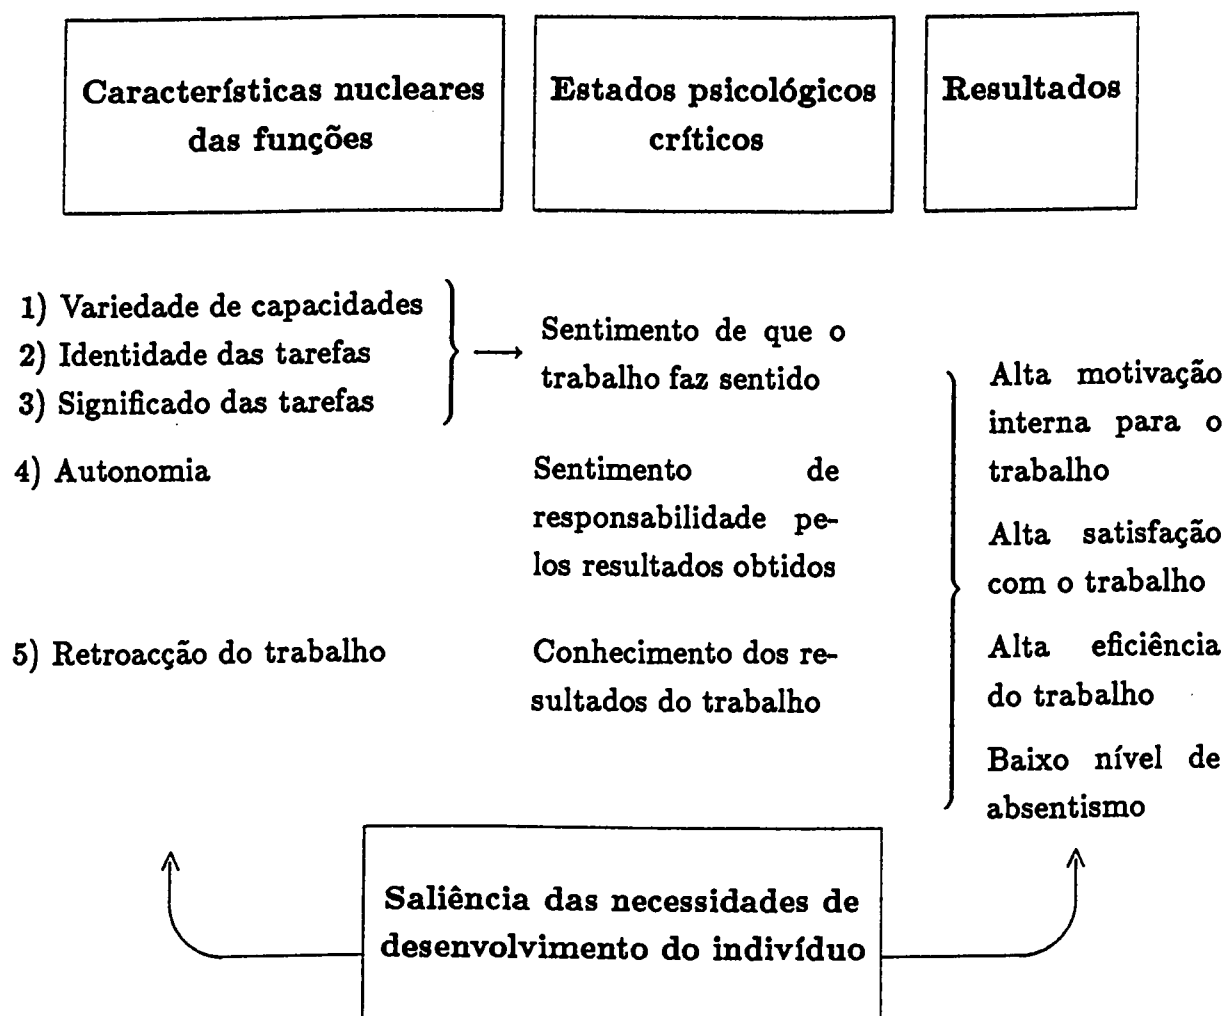 Características nucleares
das funções
Estados psicológicos
críticos
Resultados
1) Variedade de capacidades
2) Identidade das tarefas
3) Significado das tarefas
Sentimento de que o
trabalho faz sentido
4) Autonomia
Sentimento de
responsabilidade pe-
los resultados obtidos
5) Retroacção do trabalho
Conhecimento dos re-
sultados do trabalho
Alta motivação
interna para o
trabalho
Alta satisfação
com o trabalho
Alta eficiência
do trabalho
Baixo nível de
absentismo
Saliência das necessidades de
desenvolvimento do indivíduo